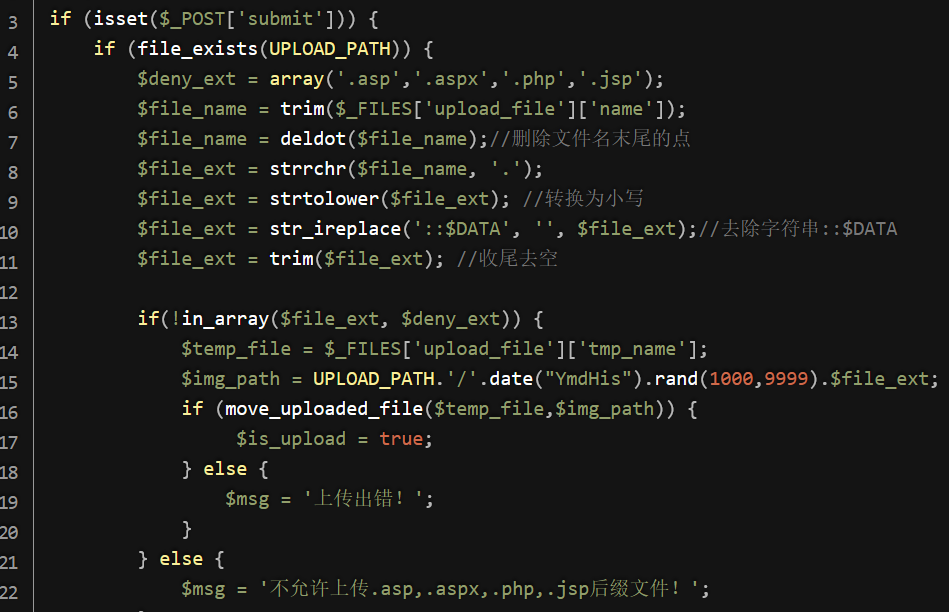 3 if (isset($_POST['submit'])) {
4 if (file_exists(UPLOAD_PATH)) {
5 $deny_ext = array('.asp','.aspx','.php','.jsp');
6 $file_name = trim($_FILES['upload_file']['name']);
7 $file_name = deldot($file_name);//删除文件名末尾的点
8 $file_ext = strrchr($file_name, '.');
9 $file_ext = strtolower($file_ext); //转换为小写
10 $file_ext = str_ireplace('::$DATA', '', $file_ext);//去除字符串::$DATA
11 $file_ext = trim($file_ext); //收尾去空
12
13 if(!in_array($file_ext, $deny_ext)) {
14 $temp_file = $_FILES['upload_file']['tmp_name'];
15 $img_path = UPLOAD_PATH.'/'.date("YmdHis").rand(1000,9999).$file_ext;
16 if (move_uploaded_file($temp_file,$img_path)) {
17 $is_upload = true;
18 } else {
19 $msg = '上传出错！';
20 }
21 } else {
22 $msg = '不允许上传.asp,.aspx,.php,.jsp后缀文件！';